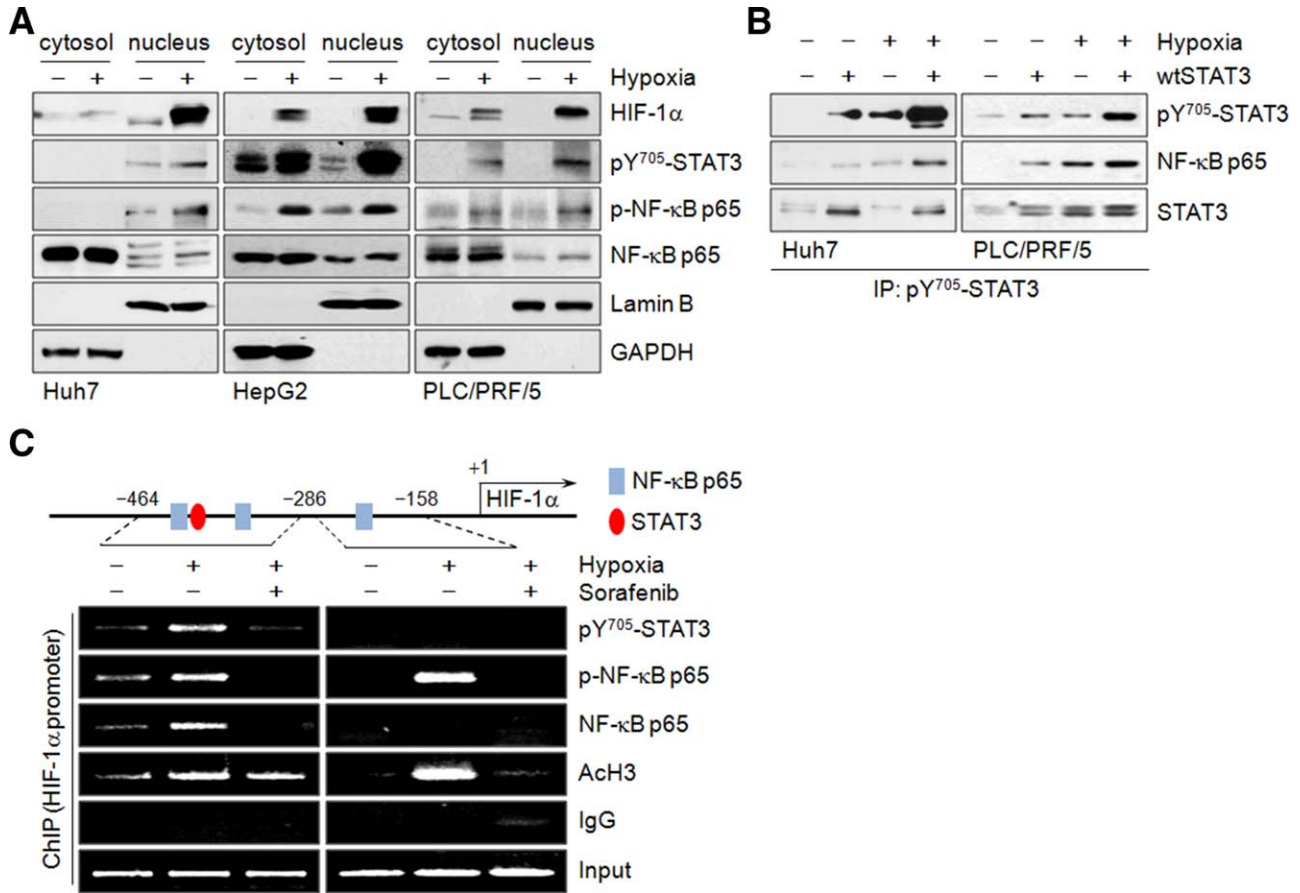 A
cytosol nucleus cytosol nucleus cytosol nucleus
− + − + − + − + − + − + Hypoxia
HIF-1α
pY⁷⁰⁵-STAT3
p-NF-κB p65
NF-κB p65
Lamin B
GAPDH
Huh7 HepG2 PLC/PRF/5
B
− − + + − − + + Hypoxia
− + − + − + − + wtSTAT3
pY⁷⁰⁵-STAT3
NF-κB p65
STAT3
Huh7 PLC/PRF/5
IP: pY⁷⁰⁵-STAT3
C
−464 −286 −158 +1 HIF-1α
NF-κB p65
STAT3
− + + − + + Hypoxia
− − + − − + Sorafenib
ChIP (HIF-1α promoter)
pY⁷⁰⁵-STAT3
p-NF-κB p65
NF-κB p65
AcH3
IgG
Input